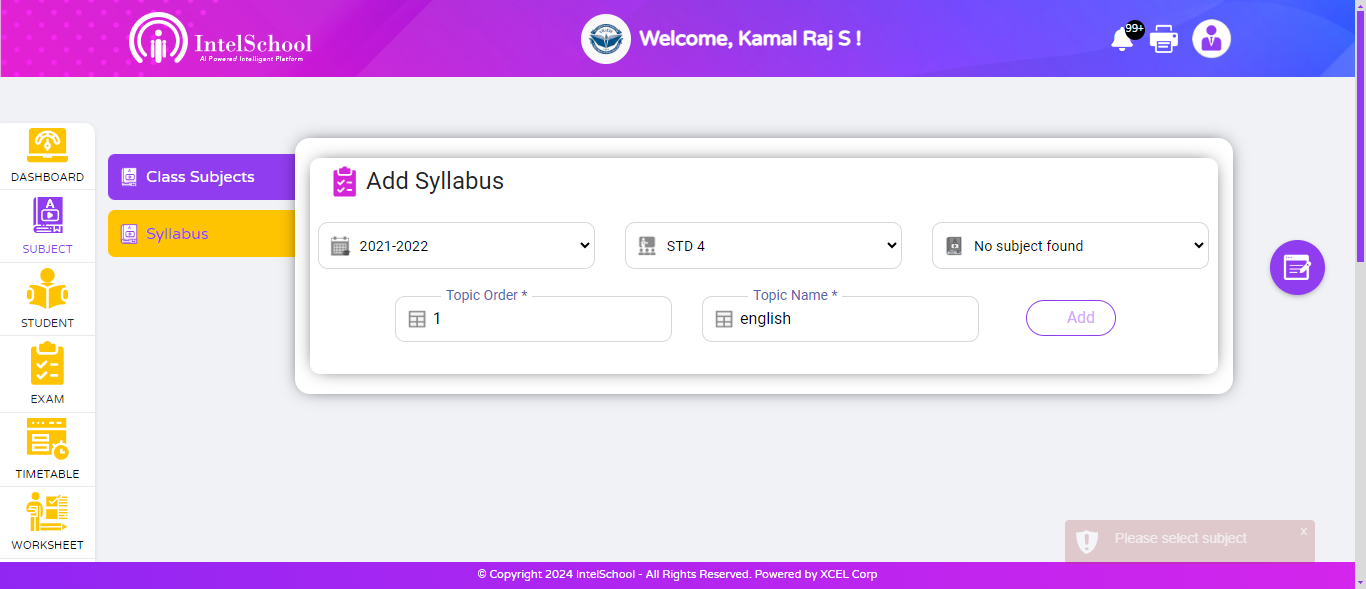 IntelSchool
AI Powered Intelligent Platform
Welcome, Kamal Raj S !
99+
DASHBOARD
SUBJECT
STUDENT
EXAM
TIMETABLE
WORKSHEET
Class Subjects
Syllabus
Add Syllabus
2021-2022
STD 4
No subject found
Topic Order *
1
Topic Name *
english
Add
Please select subject
x
© Copyright 2024 IntelSchool - All Rights Reserved. Powered by XCEL Corp